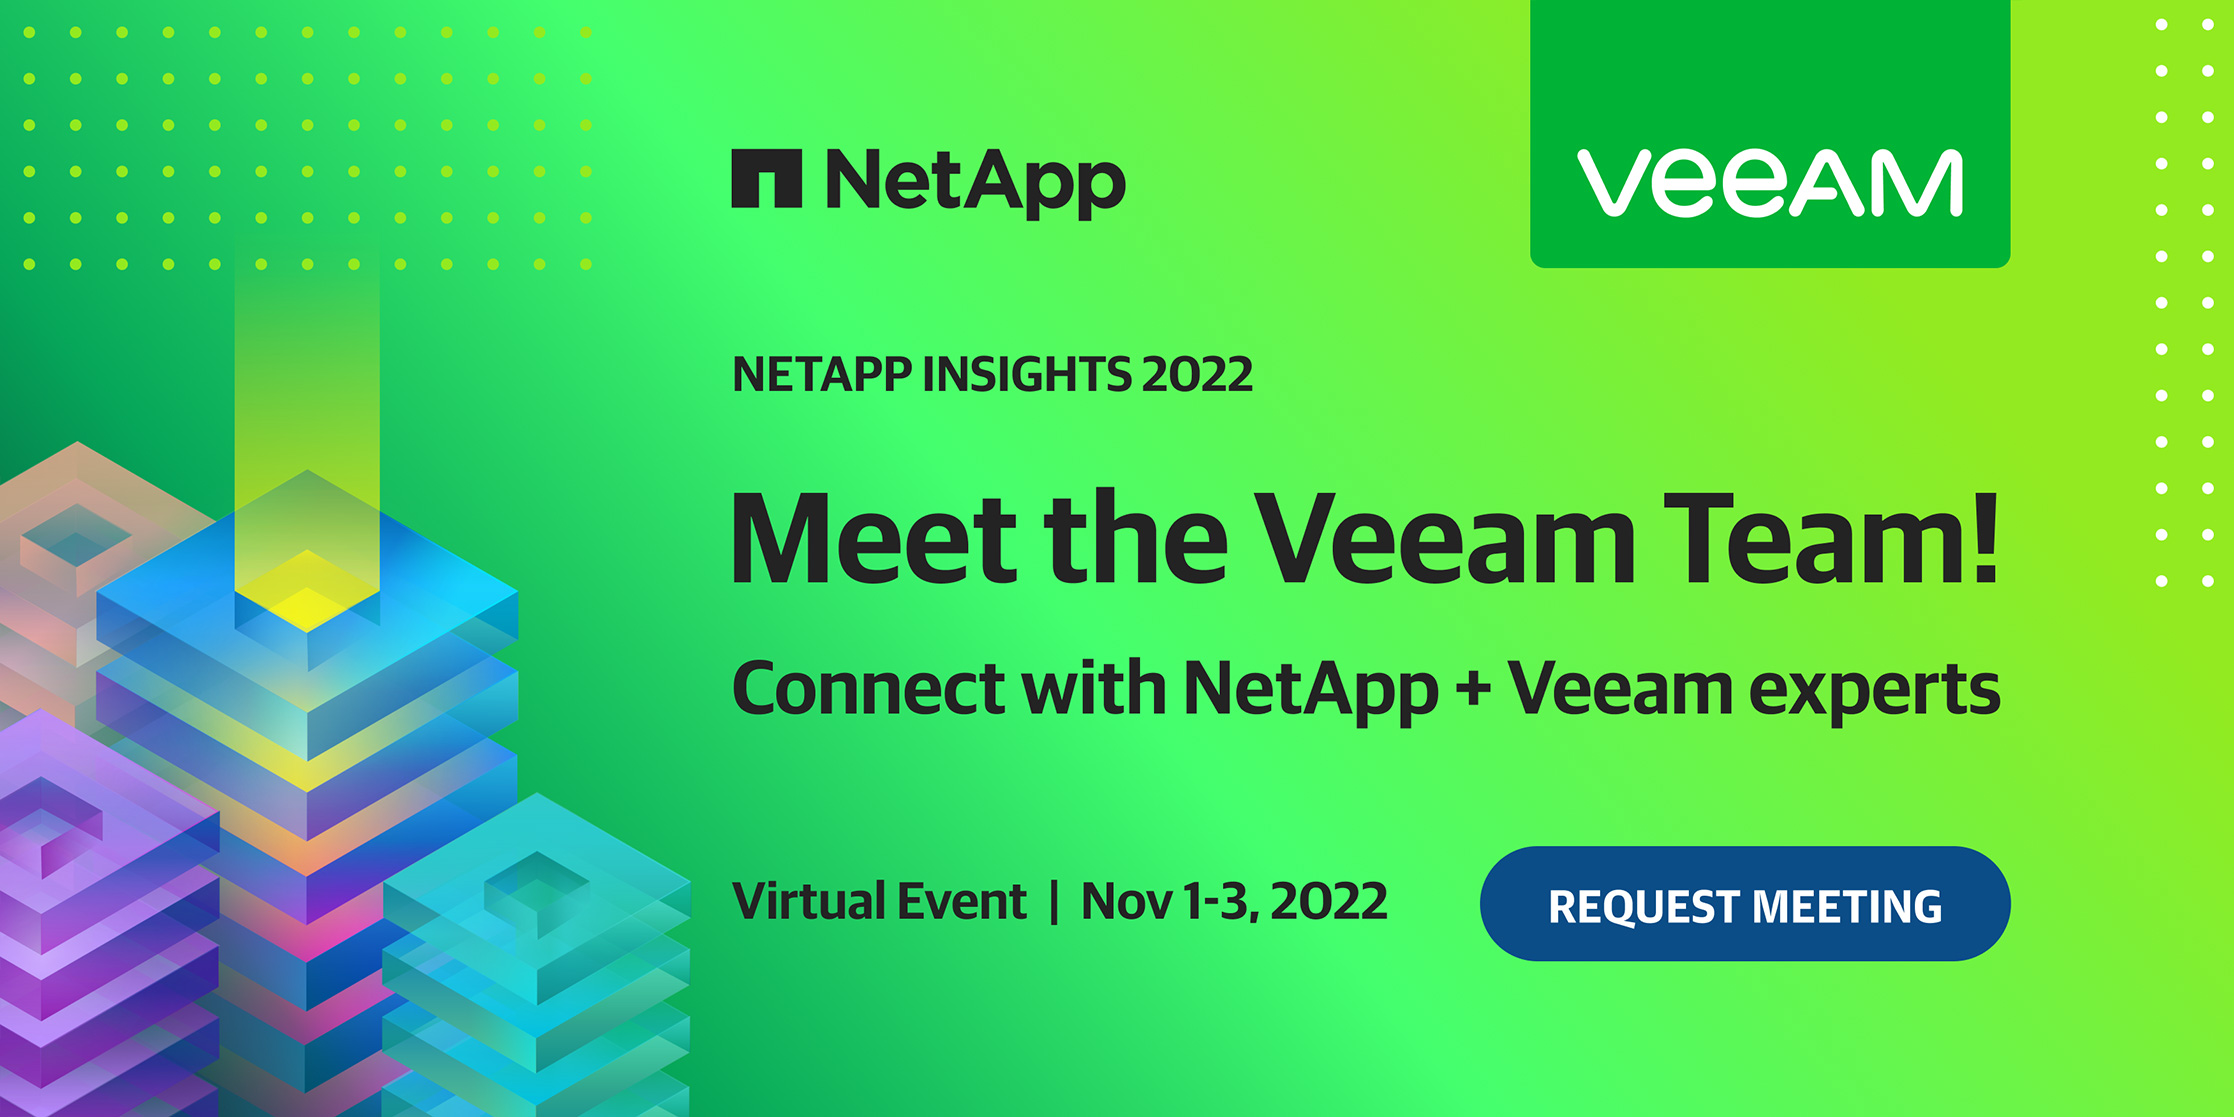 NetApp
veeAM
NETAPP INSIGHTS 2022
Meet the Veeam Team!
Connect with NetApp + Veeam experts
Virtual Event | Nov 1-3, 2022
REQUEST MEETING